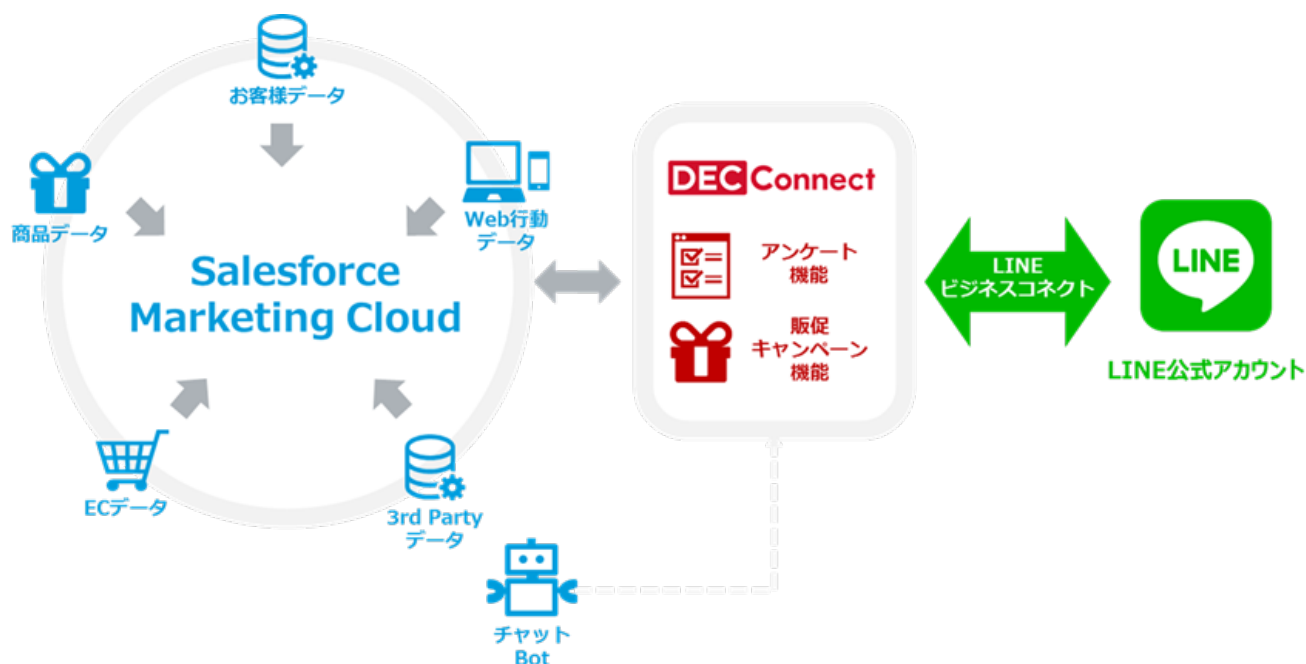 お客様データ
商品データ
Web行動
データ
Salesforce
Marketing Cloud
ECデータ
3rd Party
データ
チャット
Bot
DEC Connect
アンケート
機能
販促
キャンペーン
機能
LINE
ビジネスコネクト
LINE
LINE公式アカウント